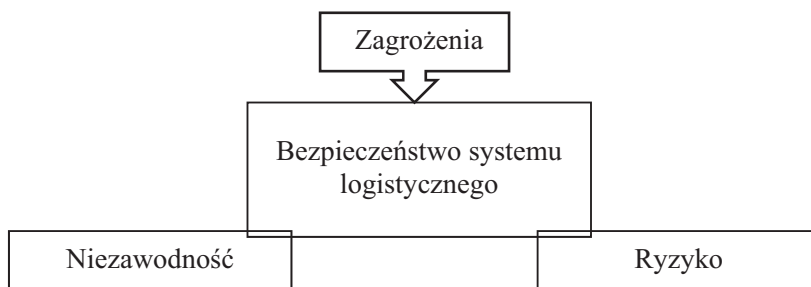 Zagrożenia
Bezpieczeństwo systemu
logistycznego
Niezawodność
Ryzyko